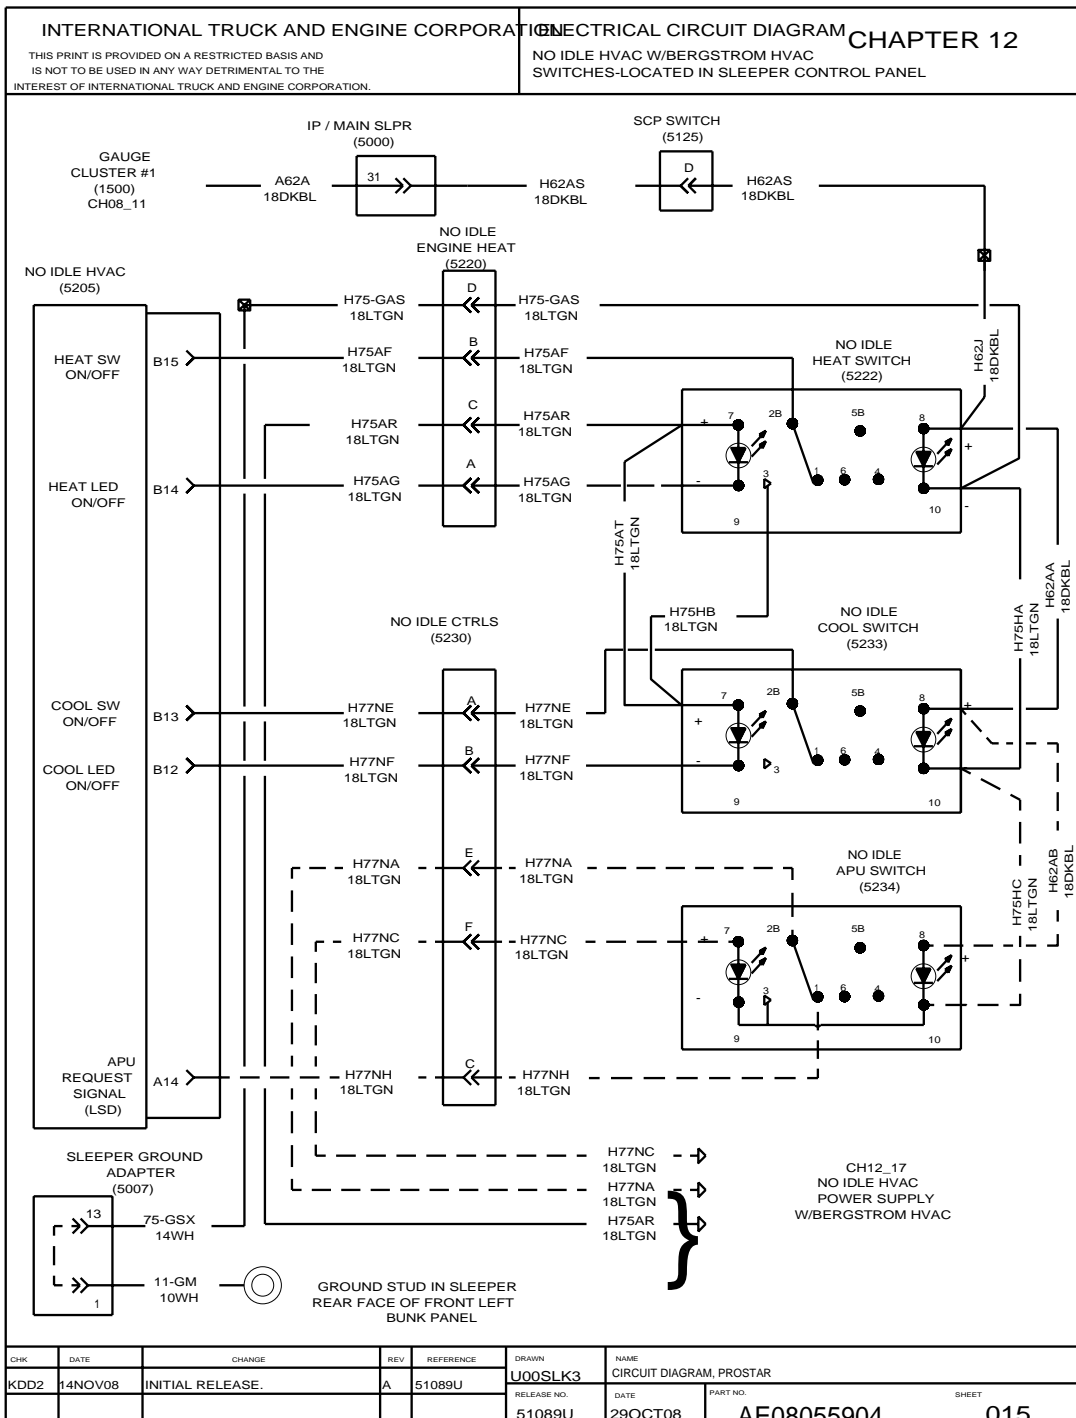 INTERNATIONAL TRUCK AND ENGINE CORPORATION
THIS PRINT IS PROVIDED ON A RESTRICTED BASIS AND
IS NOT TO BE USED IN ANY WAY DETRIMENTAL TO THE
INTEREST OF INTERNATIONAL TRUCK AND ENGINE CORPORATION.
ELECTRICAL CIRCUIT DIAGRAM
CHAPTER 12
NO IDLE HVAC W/BERGSTROM HVAC
SWITCHES-LOCATED IN SLEEPER CONTROL PANEL
GAUGE
CLUSTER #1
(1500)
CH08_11
A62A
18DKBL
IP / MAIN SLPR
(5000)
31
H62AS
18DKBL
SCP SWITCH
(5125)
D
H62AS
18DKBL
NO IDLE
ENGINE HEAT
(5220)
NO IDLE HVAC
(5205)
H75-GAS
18LTGN
D
H75-GAS
18LTGN
HEAT SW
ON/OFF
B15
H75AF
18LTGN
B
H75AF
18LTGN
H75AR
18LTGN
C
H75AR
18LTGN
HEAT LED
ON/OFF
B14
H75AG
18LTGN
A
H75AG
18LTGN
NO IDLE
HEAT SWITCH
(5222)
H62J
18DKBL
7
2B
5B
8
+
+
-
3
1
6
4
-
9
10
H75AT
18LTGN
H75HB
18LTGN
H75HA
18LTGN
H62AA
18DKBL
NO IDLE CTRLS
(5230)
NO IDLE
COOL SWITCH
(5233)
COOL SW
ON/OFF
B13
H77NE
18LTGN
A
H77NE
18LTGN
COOL LED
ON/OFF
B12
H77NF
18LTGN
B
H77NF
18LTGN
7
2B
5B
8
+
+
-
3
1
6
4
-
9
10
H77NA
18LTGN
E
H77NA
18LTGN
H77NC
18LTGN
F
H77NC
18LTGN
NO IDLE
APU SWITCH
(5234)
H75HC
18LTGN
H62AB
18DKBL
7
2B
5B
8
+
+
-
3
1
6
4
9
10
APU
REQUEST
SIGNAL
(LSD)
A14
H77NH
18LTGN
C
H77NH
18LTGN
H77NC
18LTGN
H77NA
18LTGN
H75AR
18LTGN
}
CH12_17
NO IDLE HVAC
POWER SUPPLY
W/BERGSTROM HVAC
SLEEPER GROUND
ADAPTER
(5007)
13
75-GSX
14WH
1
11-GM
10WH
GROUND STUD IN SLEEPER
REAR FACE OF FRONT LEFT
BUNK PANEL
CHK DATE CHANGE REV REFERENCE
KDD2 14NOV08 INITIAL RELEASE. A 51089U
DRAWN
U00SLK3
NAME
CIRCUIT DIAGRAM, PROSTAR
RELEASE NO.
51089U
DATE
29OCT08
PART NO.
AE08055904
SHEET
015